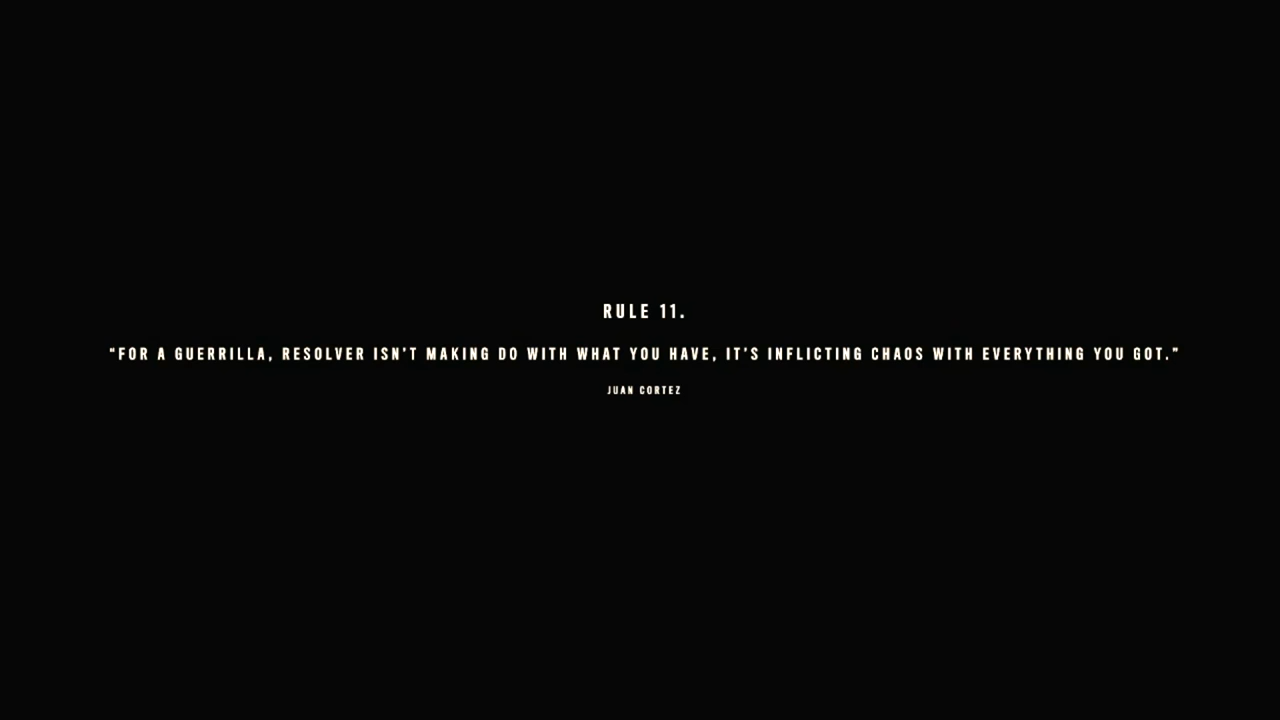 RULE 11.
“FOR A GUERRILLA, RESOLVER ISN'T MAKING DO WITH WHAT YOU HAVE, IT'S INFLICTING CHAOS WITH EVERYTHING YOU GOT.”
JUAN CORTEZ